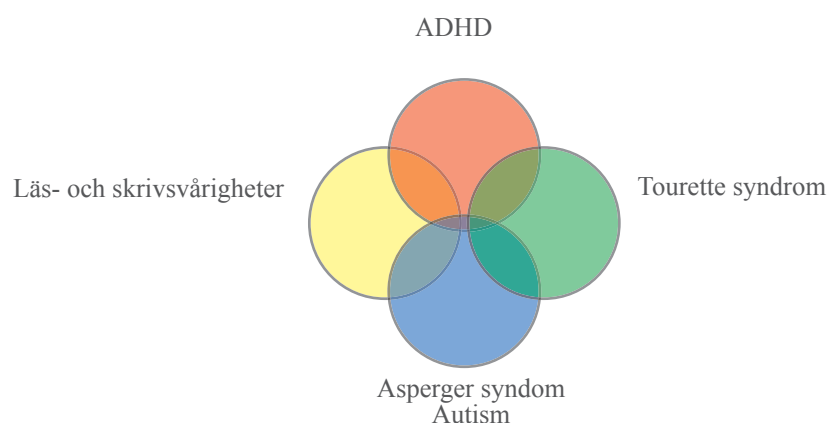 ADHD
Läs- och skrivsvårigheter
Tourette syndrom
Asperger syndom
Autism